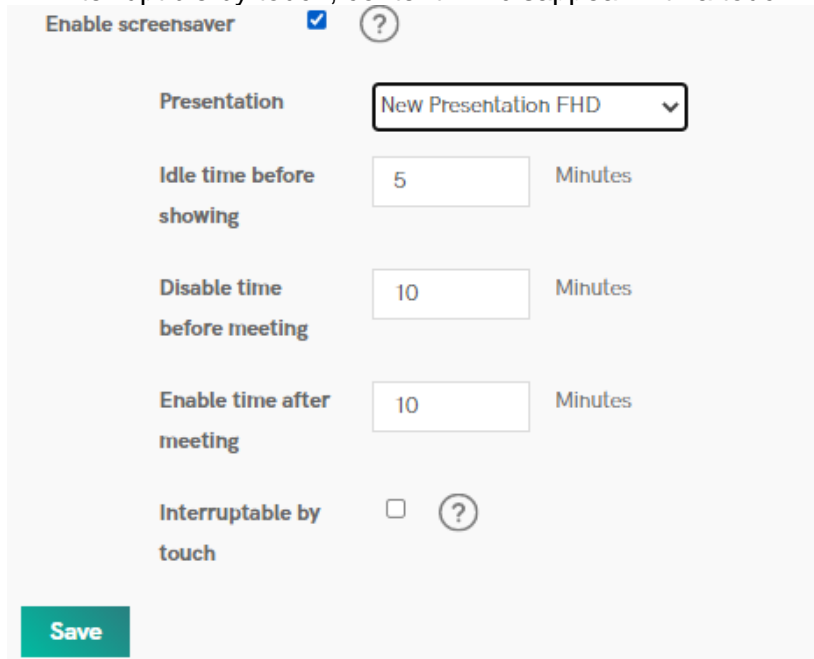 Enable screensaver ?
Presentation New Presentation FHD
Idle time before 5 Minutes
showing
Disable time 10 Minutes
before meeting
Enable time after 10 Minutes
meeting
Interruptable by ?
touch
Save